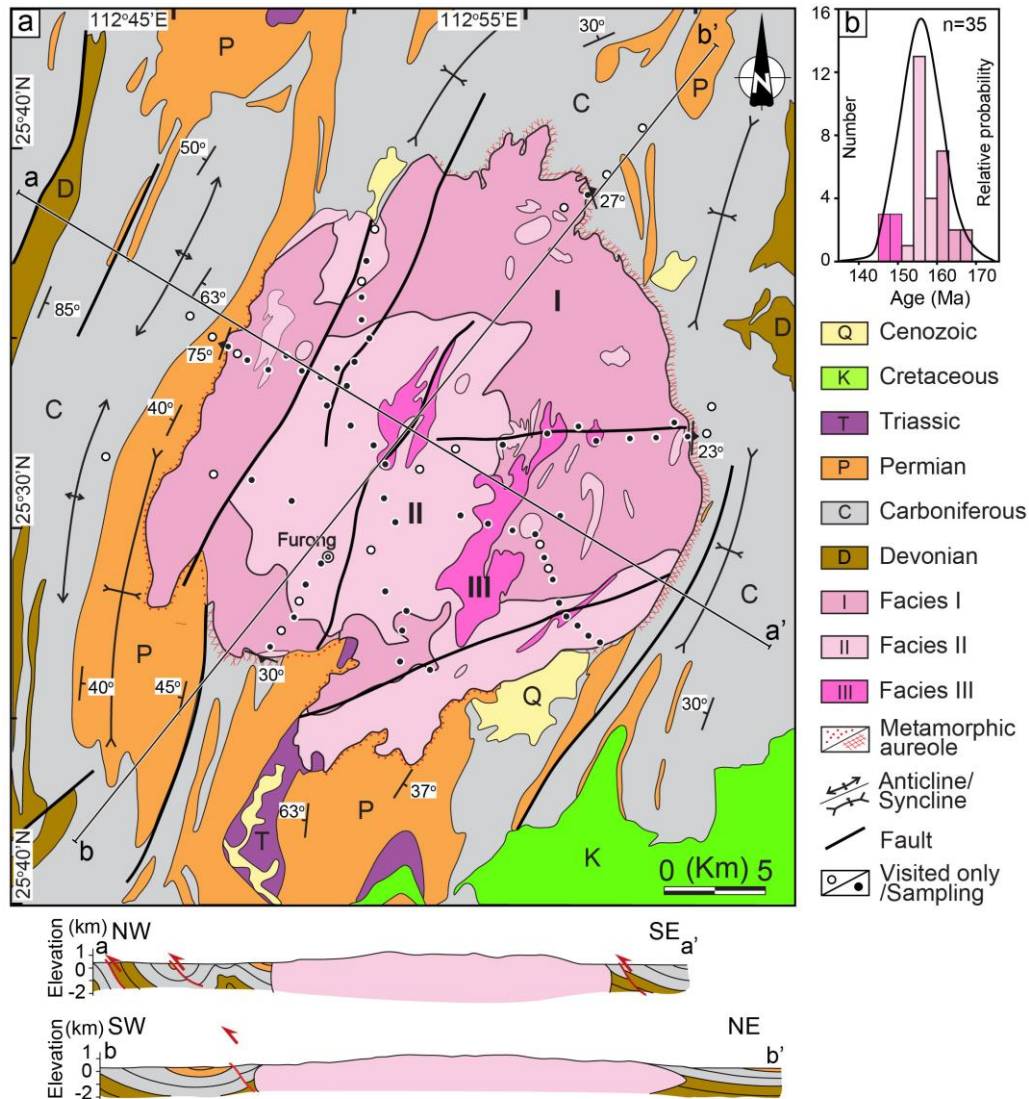 a
112°45'E
112°55'E
b'
N
30°
P
P
C
25°40'N
50°
a
D
27°
63°
85°
I
D
75°
C
40°
23°
25°30'N
II
Furong
III
C
a'
P
30°
40°
45°
Q
30°
37°
63°
P
T
K
b
25°40'N
0 (Km) 5
b
n=35
16
12
8
4
0
Number
Relative probability
140 150 160 170
Age (Ma)
Q Cenozoic
K Cretaceous
T Triassic
P Permian
C Carboniferous
D Devonian
I Facies I
II Facies II
III Facies III
Metamorphic
aureole
Anticline/
Syncline
Fault
Visited only
/Sampling
Elevation (km)
NW
SE
a
a'
1
0
-2
Elevation (km)
SW
NE
b
b'
1
0
-2